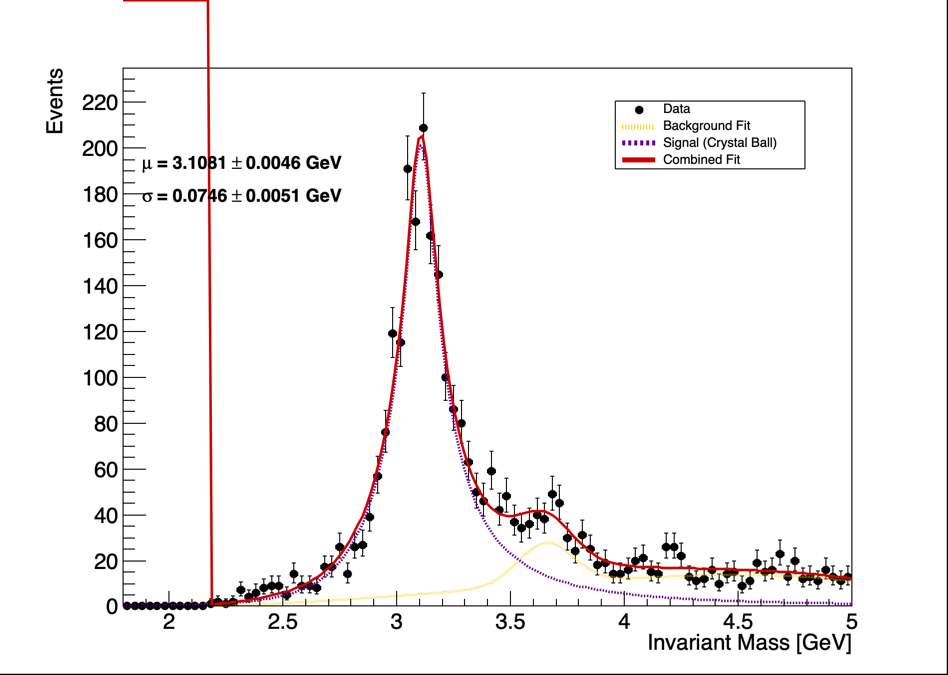 Events
220
200
180
160
140
120
100
80
60
40
20
0
μ = 3.1081 ± 0.0046 GeV
σ = 0.0746 ± 0.0051 GeV
Data
Background Fit
Signal (Crystal Ball)
Combined Fit
2 2.5 3 3.5 4 4.5 5
Invariant Mass [GeV]